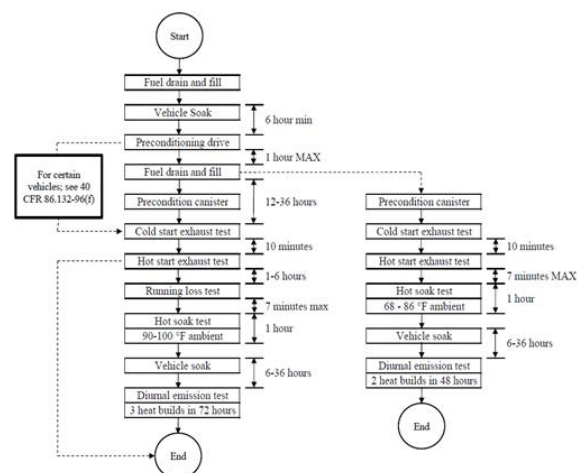 Start
Fuel drain and fill
Vehicle Soak
6 hour min
Preconditioning drive
1 hour MAX
Fuel drain and fill
For certain
vehicles; see 40
CFR 86.132-96(f)
Precondition canister
12-36 hours
Cold start exhaust test
10 minutes
Hot start exhaust test
1-6 hours
Running loss test
7 minutes max
Hot soak test
90-100 °F ambient
1 hour
Vehicle soak
6-36 hours
Diurnal emission test
3 heat builds in 72 hours
End
Precondition canister
Cold start exhaust test
10 minutes
Hot start exhaust test
7 minutes MAX
Hot soak test
68 - 86 °F ambient
1 hour
Vehicle soak
6-36 hours
Diurnal emission test
2 heat builds in 48 hours
End